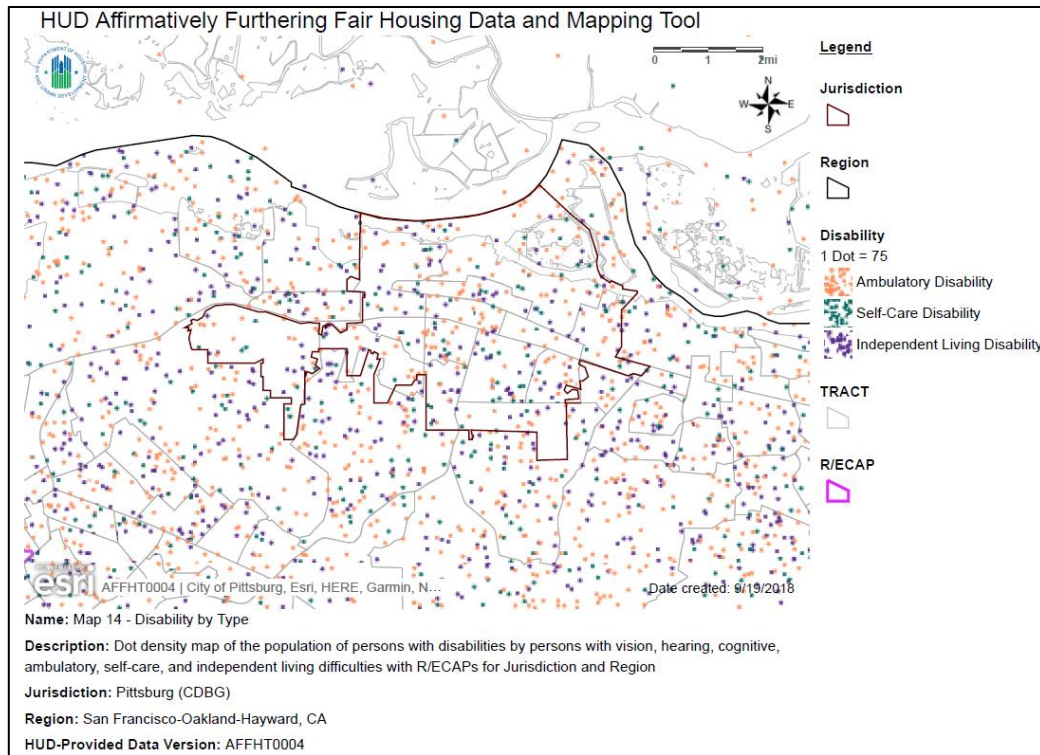 HUD Affirmatively Furthering Fair Housing Data and Mapping Tool
0 1 2mi
N
W E
S
Legend
Jurisdiction
Region
Disability
1 Dot = 75
Ambulatory Disability
Self-Care Disability
Independent Living Disability
TRACT
R/ECAP
esri AFFHT0004 | City of Pittsburg, Esri, HERE, Garmin, N...
Date created: 9/19/2018
Name: Map 14 - Disability by Type
Description: Dot density map of the population of persons with disabilities by persons with vision, hearing, cognitive,
ambulatory, self-care, and independent living difficulties with R/ECAPs for Jurisdiction and Region
Jurisdiction: Pittsburg (CDBG)
Region: San Francisco-Oakland-Hayward, CA
HUD-Provided Data Version: AFFHT0004